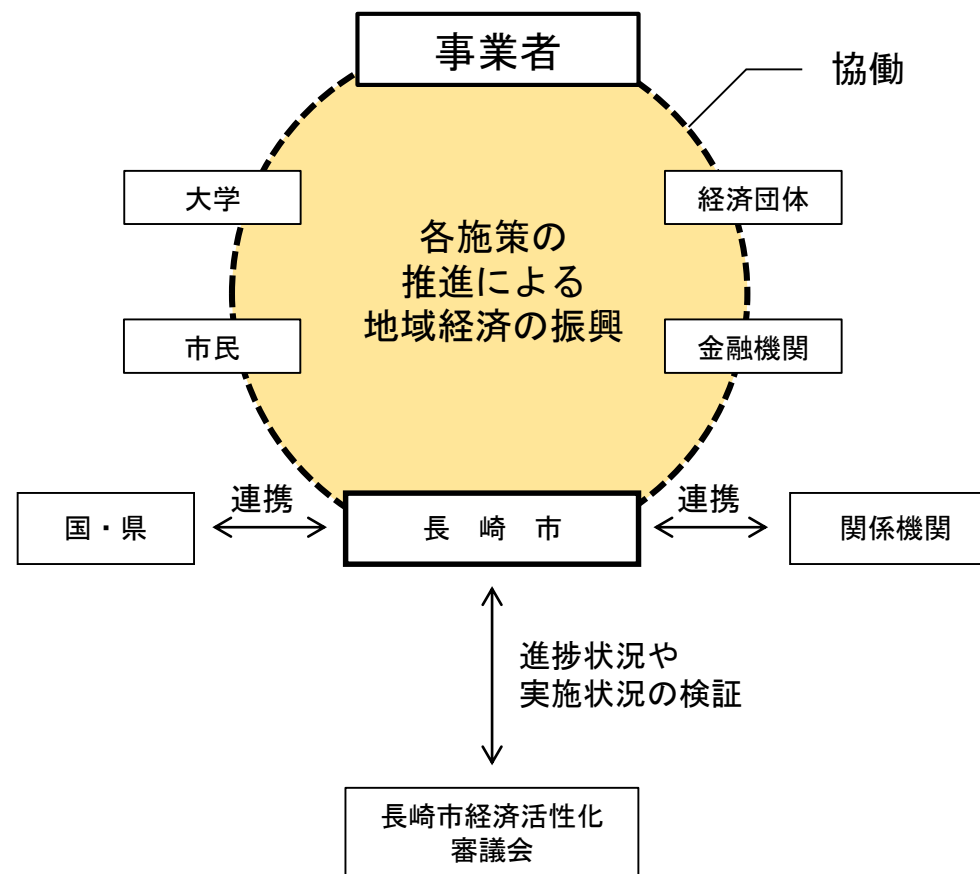 事業者
協働
大学
経済団体
各施策の
推進による
地域経済の振興
市民
金融機関
連携
連携
国・県
長　崎　市
関係機関
進捗状況や
実施状況の検証
長崎市経済活性化
審議会